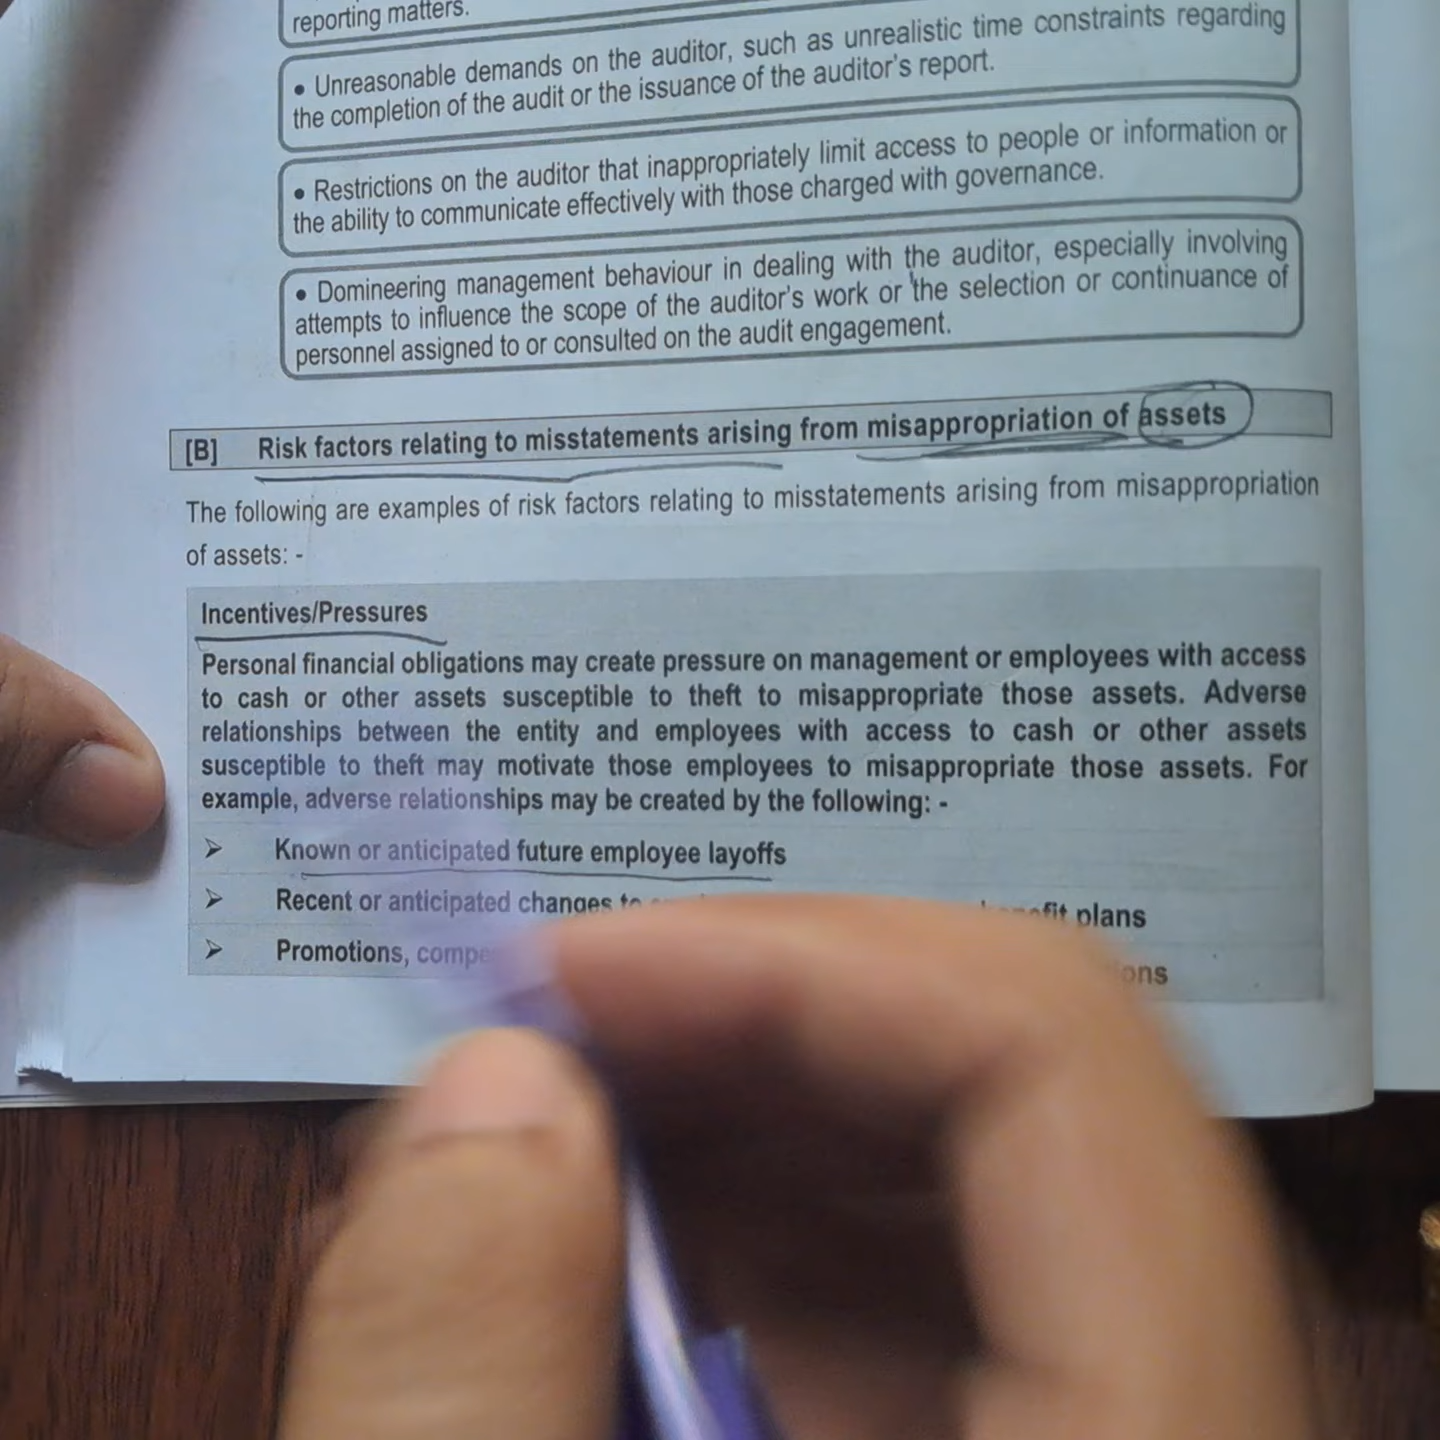 reporting matters.
• Unreasonable demands on the auditor, such as unrealistic time constraints regarding
the completion of the audit or the issuance of the auditor's report.
• Restrictions on the auditor that inappropriately limit access to people or information or
the ability to communicate effectively with those charged with governance.
• Domineering management behaviour in dealing with the auditor, especially involving
attempts to influence the scope of the auditor's work or the selection or continuance of
personnel assigned to or consulted on the audit engagement.
[B] Risk factors relating to misstatements arising from misappropriation of assets
The following are examples of risk factors relating to misstatements arising from misappropriation
of assets: -
Incentives/Pressures
Personal financial obligations may create pressure on management or employees with access
to cash or other assets susceptible to theft to misappropriate those assets. Adverse
relationships between the entity and employees with access to cash or other assets
susceptible to theft may motivate those employees to misappropriate those assets. For
example, adverse relationships may be created by the following: -
➢ Known or anticipated future employee layoffs
➢ Recent or anticipated changes to plans
➢ Promotions,